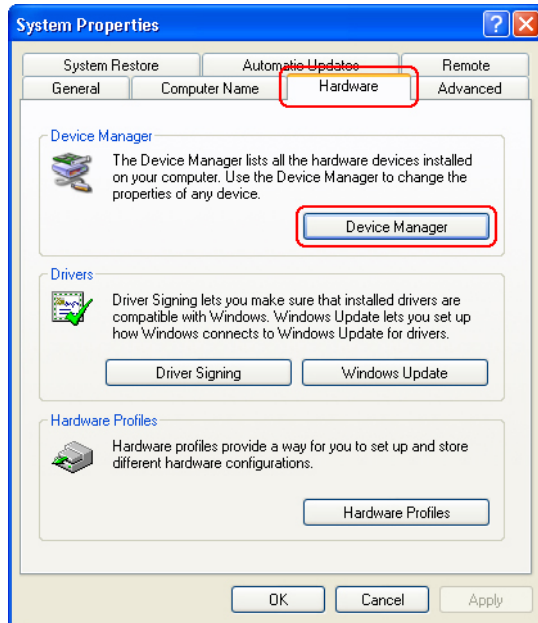 System Properties
System Restore Automatic Updates Remote
General Computer Name Hardware Advanced
Device Manager
The Device Manager lists all the hardware devices installed
on your computer. Use the Device Manager to change the
properties of any device.
Device Manager
Drivers
Driver Signing lets you make sure that installed drivers are
compatible with Windows. Windows Update lets you set up
how Windows connects to Windows Update for drivers.
Driver Signing Windows Update
Hardware Profiles
Hardware profiles provide a way for you to set up and store
different hardware configurations.
Hardware Profiles
OK Cancel Apply